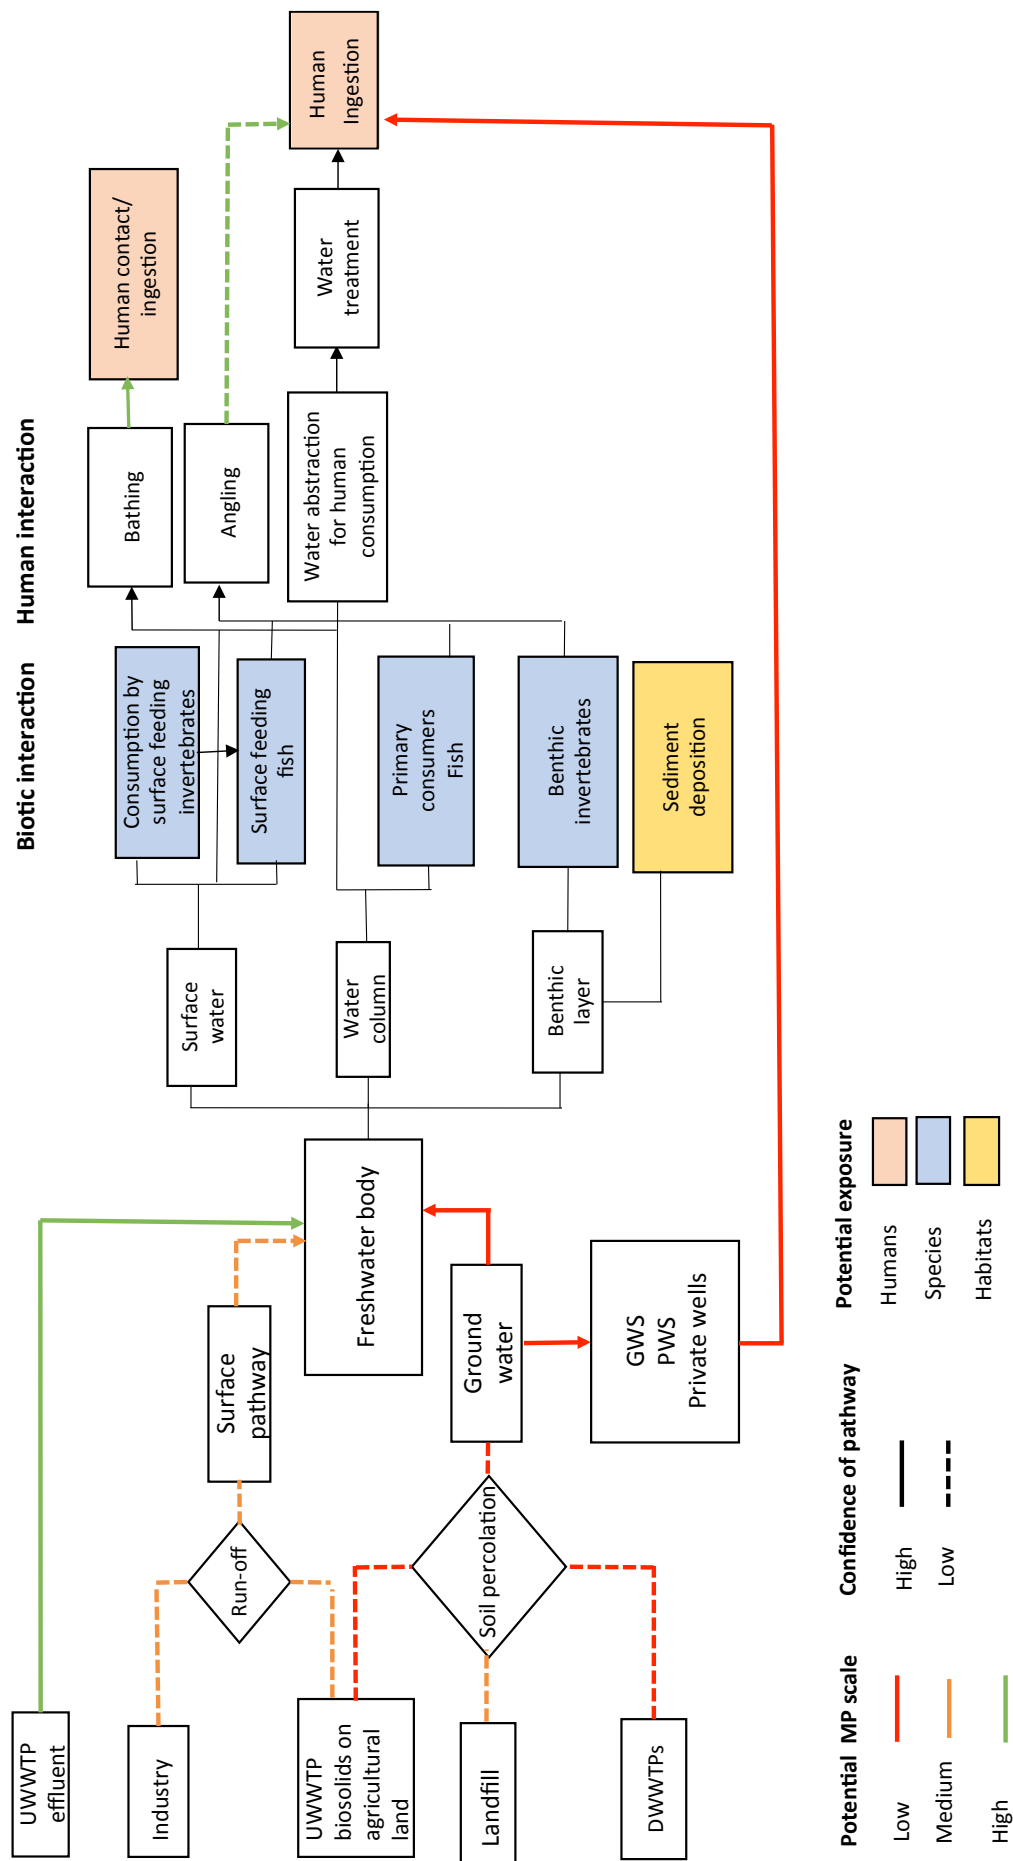 Biotic interaction
Human interaction
UWWTP
effluent
Industry
UWWTP
biosolids on
agricultural
land
Landfill
DWWTPs
Run-off
Soil percolation
Surface
pathway
Ground
water
Freshwater body
GWS
PWS
Private wells
Surface
water
Water
column
Benthic
layer
Consumption by
surface feeding
invertebrates
Surface feeding
fish
Primary
consumers
Fish
Benthic
invertebrates
Sediment
deposition
Bathing
Angling
Water abstraction
for human
consumption
Human contact/
ingestion
Water
treatment
Human
Ingestion
Potential MP scale
Low
Medium
High
Confidence of pathway
High
Low
Potential exposure
Humans
Species
Habitats